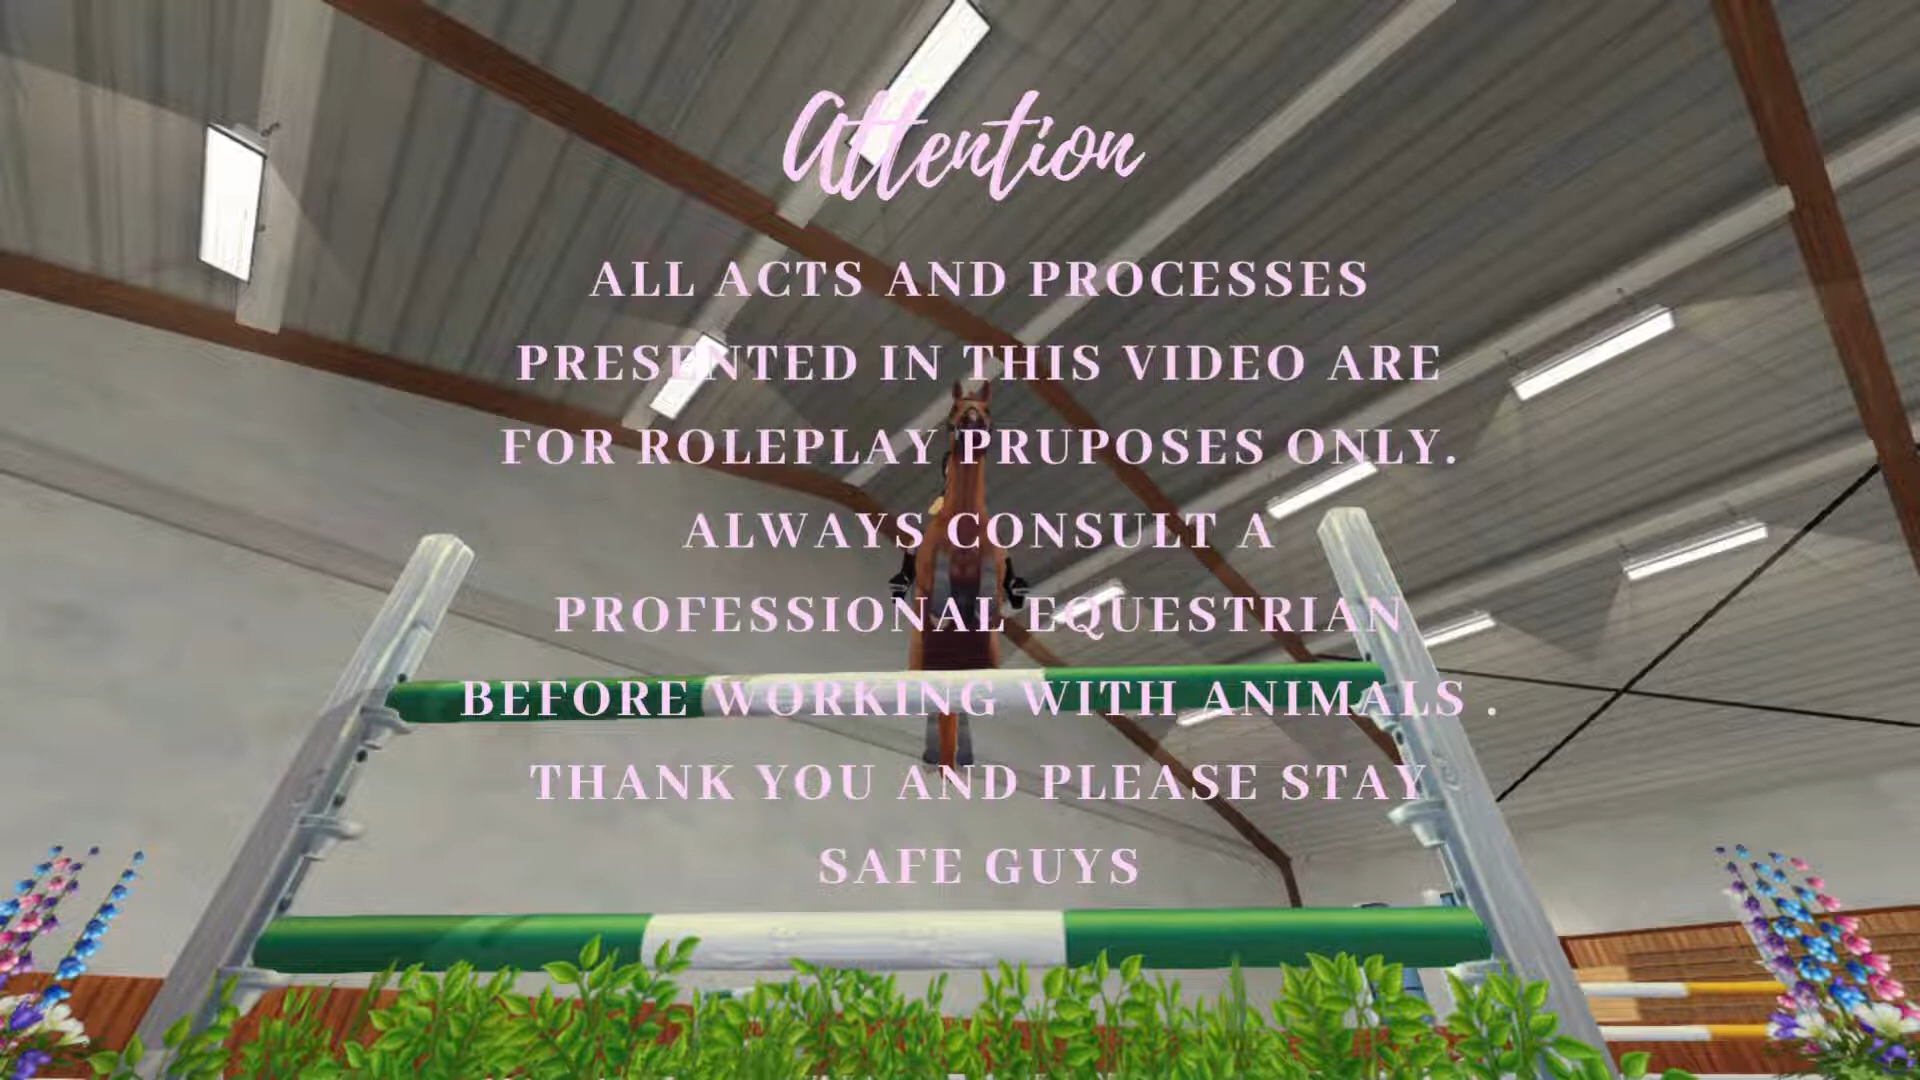 Attention
ALL ACTS AND PROCESSES
PRESENTED IN THIS VIDEO ARE
FOR ROLEPLAY PRUPOSES ONLY.
ALWAYS CONSULT A
PROFESSIONAL EQUESTRIAN
BEFORE WORKING WITH ANIMALS .
THANK YOU AND PLEASE STAY
SAFE GUYS